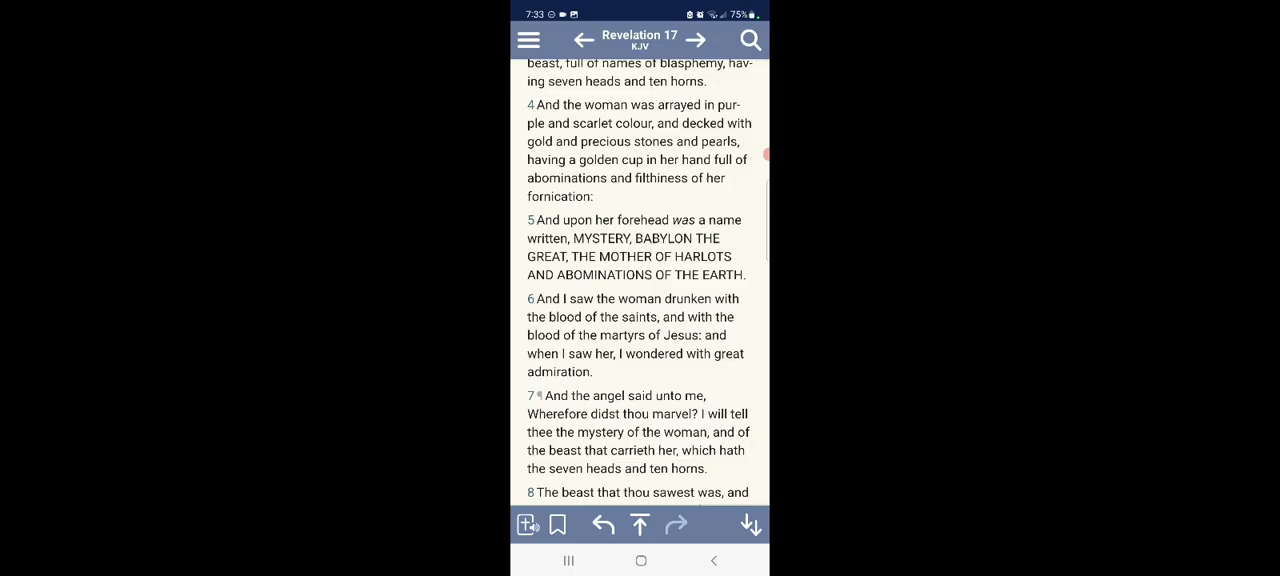 7:33
75%
Revelation 17
KJV
beast, full of names of blasphemy, hav-
ing seven heads and ten horns.
4 And the woman was arrayed in pur-
ple and scarlet colour, and decked with
gold and precious stones and pearls,
having a golden cup in her hand full of
abominations and filthiness of her
fornication:
5 And upon her forehead was a name
written, MYSTERY, BABYLON THE
GREAT, THE MOTHER OF HARLOTS
AND ABOMINATIONS OF THE EARTH.
6 And I saw the woman drunken with
the blood of the saints, and with the
blood of the martyrs of Jesus: and
when I saw her, I wondered with great
admiration.
7 ¶ And the angel said unto me,
Wherefore didst thou marvel? I will tell
thee the mystery of the woman, and of
the beast that carrieth her, which hath
the seven heads and ten horns.
8 The beast that thou sawest was, and